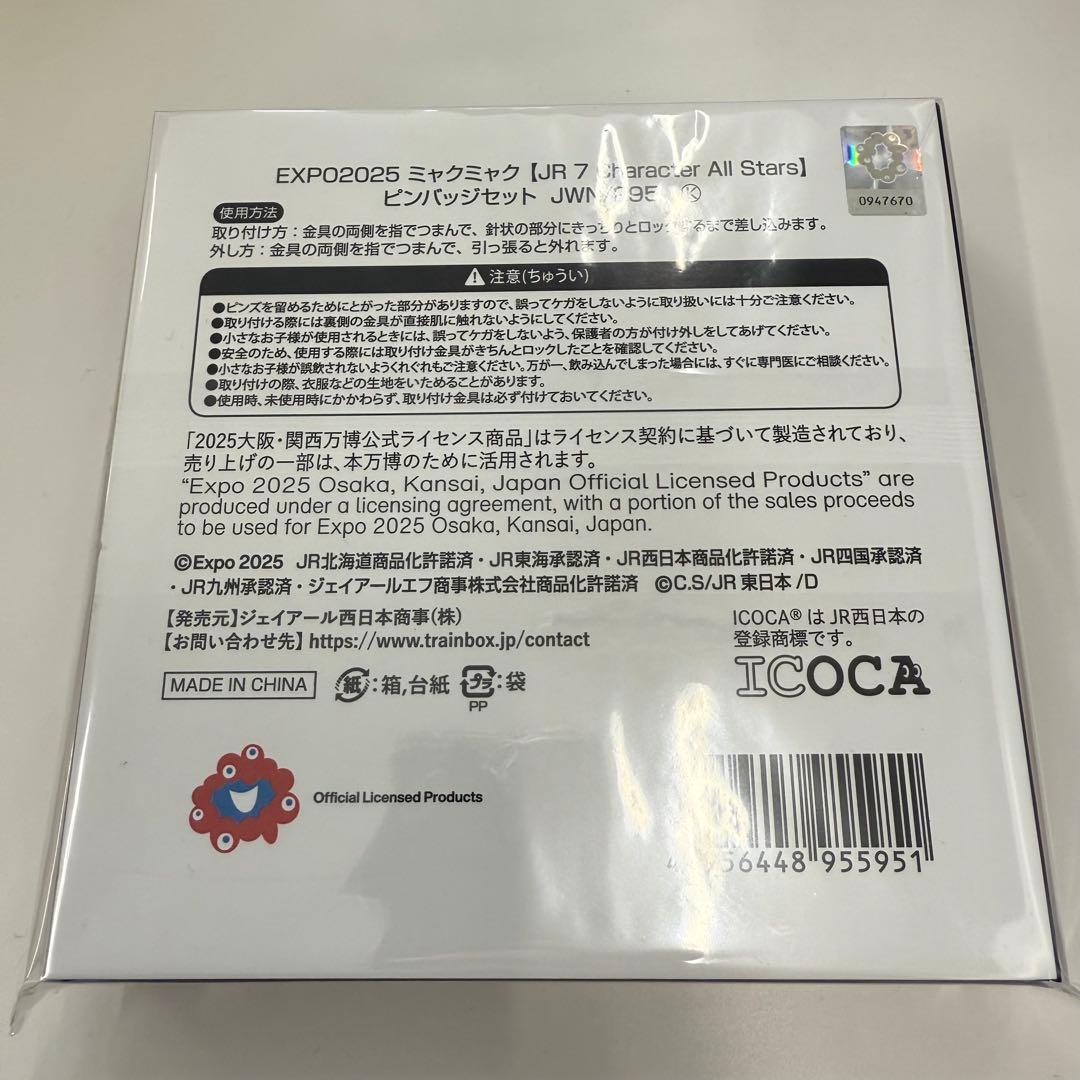 EXPO2025 ミャクミャク【JR 7 Character All Stars】
ピンバッジセット
0947670
使用方法
取り付け方：金具の両側を指でつまんで、針状の部分にきっちりとロックするまで差し込みます。
外し方：金具の両側を指でつまんで、引っ張ると外れます。
注意(ちゅうい)
●ピンズを留めるためにとがった部分がありますので、誤ってケガをしないように取り扱いには十分ご注意ください。
●取り付ける際には裏側の金具が直接肌に触れないようにしてください。
●小さなお子様が使用されるときには、誤ってケガをしないよう、保護者の方が付け外しをしてあげてください。
●安全のため、使用する際には取り付け金具がきちんとロックしたことを確認してください。
●小さなお子様が誤飲されないようくれぐれもご注意ください。万が一、飲み込んでしまった場合には、すぐに専門医にご相談ください。
●取り付けの際、衣服などの生地をいためることがあります。
●使用時、未使用時にかかわらず、取り付け金具は必ず付けておいてください。
「2025大阪・関西万博公式ライセンス商品」はライセンス契約に基づいて製造されており、
売り上げの一部は、本万博のために活用されます。
“Expo 2025 Osaka, Kansai, Japan Official Licensed Products” are
produced under a licensing agreement, with a portion of the sales proceeds
to be used for Expo 2025 Osaka, Kansai, Japan.
©Expo 2025 JR北海道商品化許諾済・JR東海承認済・JR西日本商品化許諾済・JR四国承認済
・JR九州承認済・ジェイアールエフ商事株式会社商品化許諾済 ©C.S/JR 東日本 /D
【発売元】ジェイアール西日本商事(株)
【お問い合わせ先】https://www.trainbox.jp/contact
ICOCA® は JR西日本の
登録商標です。
ICOCA
MADE IN CHINA
紙：箱,台紙 プラ：袋
PP
Official Licensed Products
56448 955951